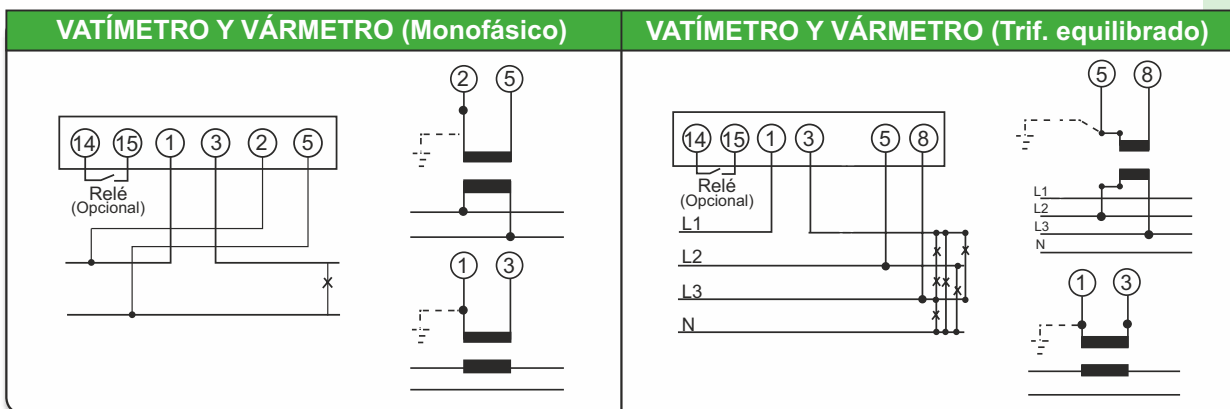 VATÍMETRO Y VÁRMETRO (Monofásico)
14 15 1 3 2 5
Relé
(Opcional)
2 5
1 3
VATÍMETRO Y VÁRMETRO (Trif. equilibrado)
14 15 1 3 5 8
Relé
(Opcional)
L1
L2
L3
N
5 8
L1
L2
L3
N
1 3